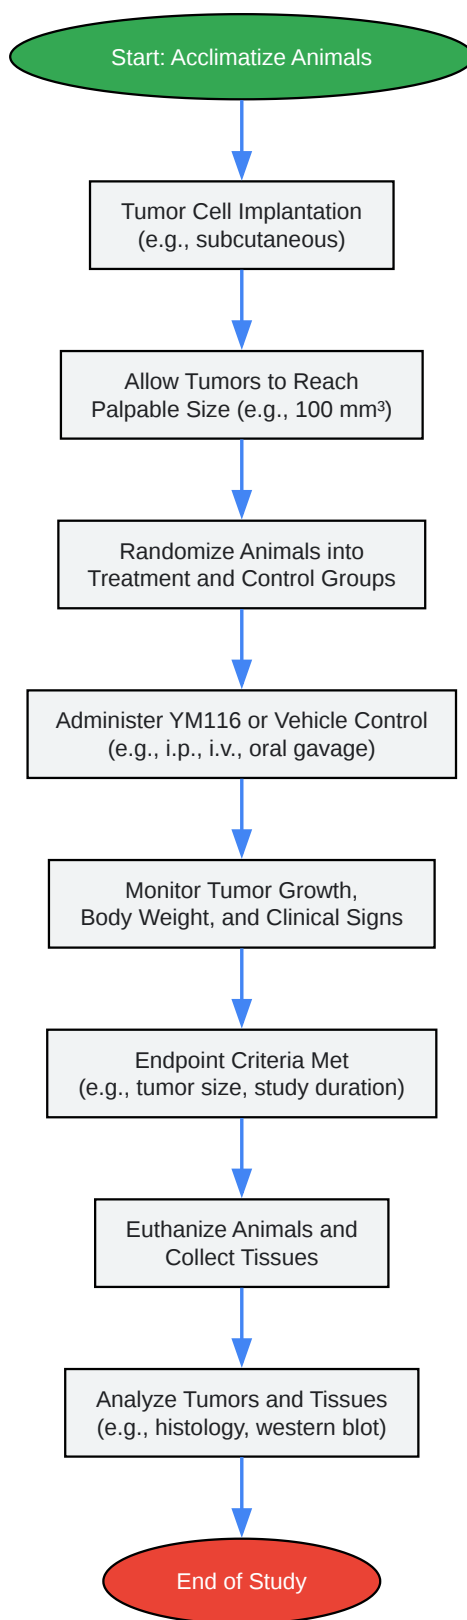 Start: Acclimatize Animals
Tumor Cell Implantation
(e.g., subcutaneous)
Allow Tumors to Reach
Palpable Size (e.g., 100 mm³)
Randomize Animals into
Treatment and Control Groups
Administer YM116 or Vehicle Control
(e.g., i.p., i.v., oral gavage)
Monitor Tumor Growth,
Body Weight, and Clinical Signs
Endpoint Criteria Met
(e.g., tumor size, study duration)
Euthanize Animals and
Collect Tissues
Analyze Tumors and Tissues
(e.g., histology, western blot)
End of Study